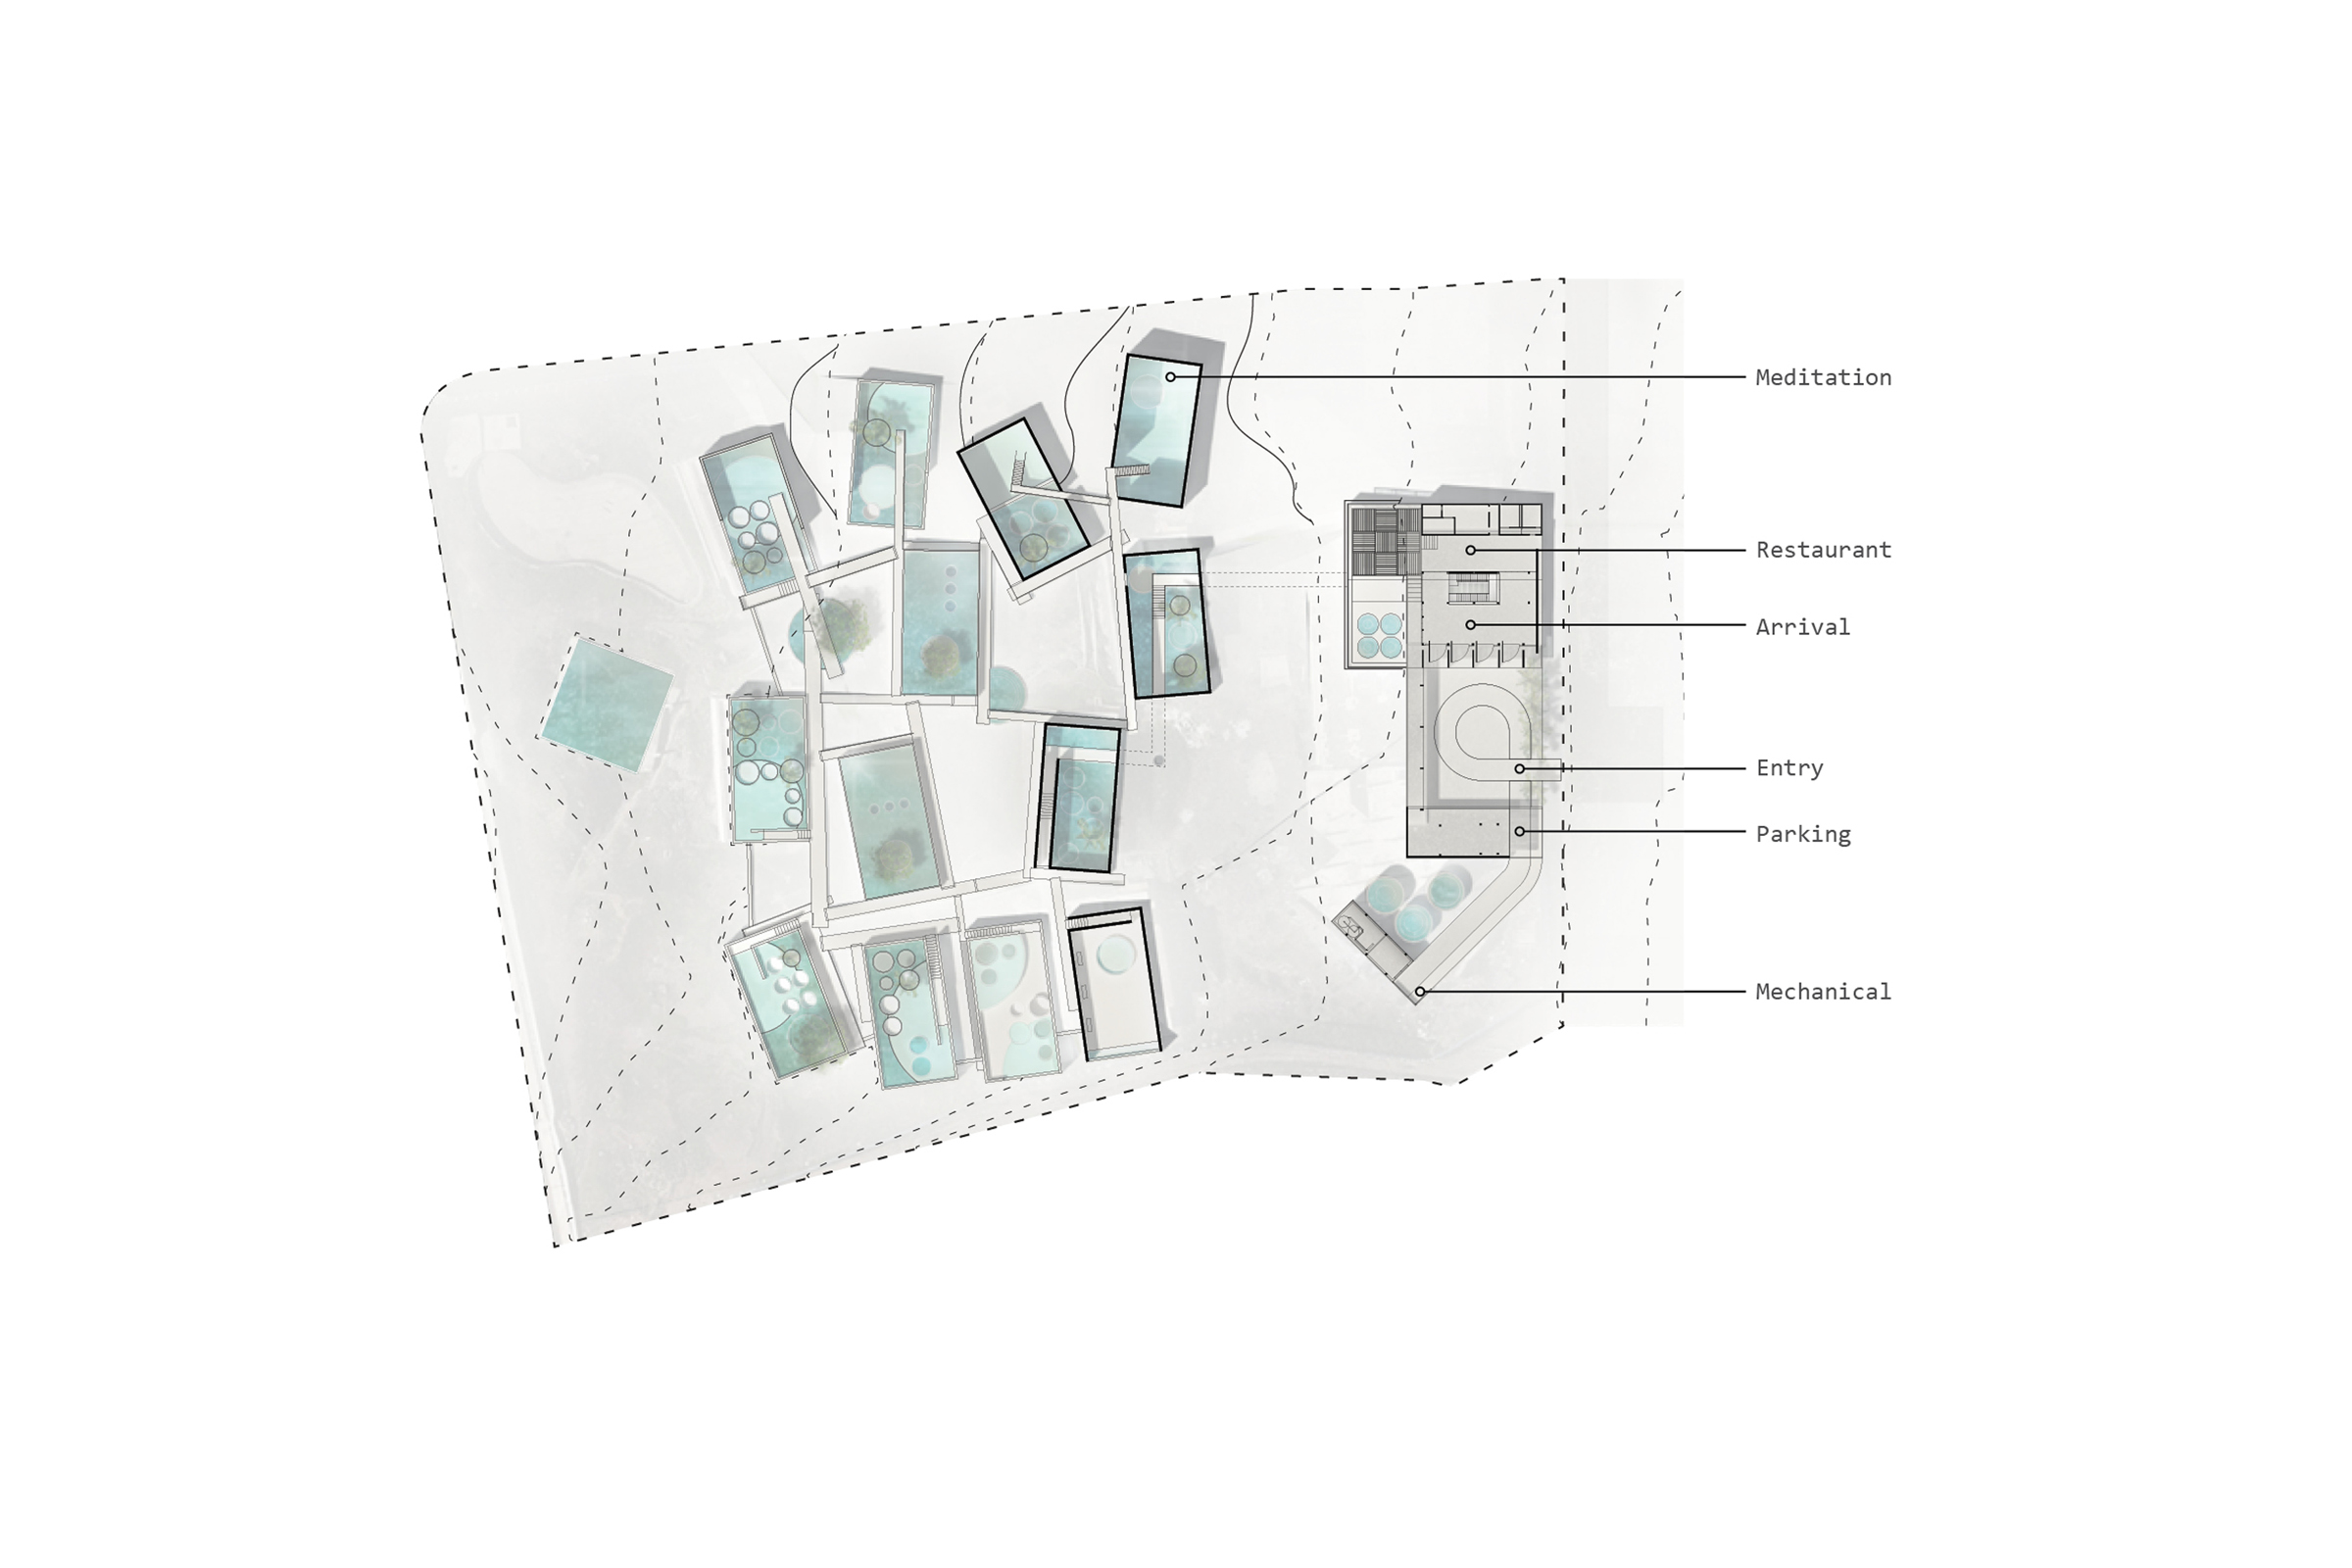 Meditation
Restaurant
Arrival
Entry
Parking
Mechanical